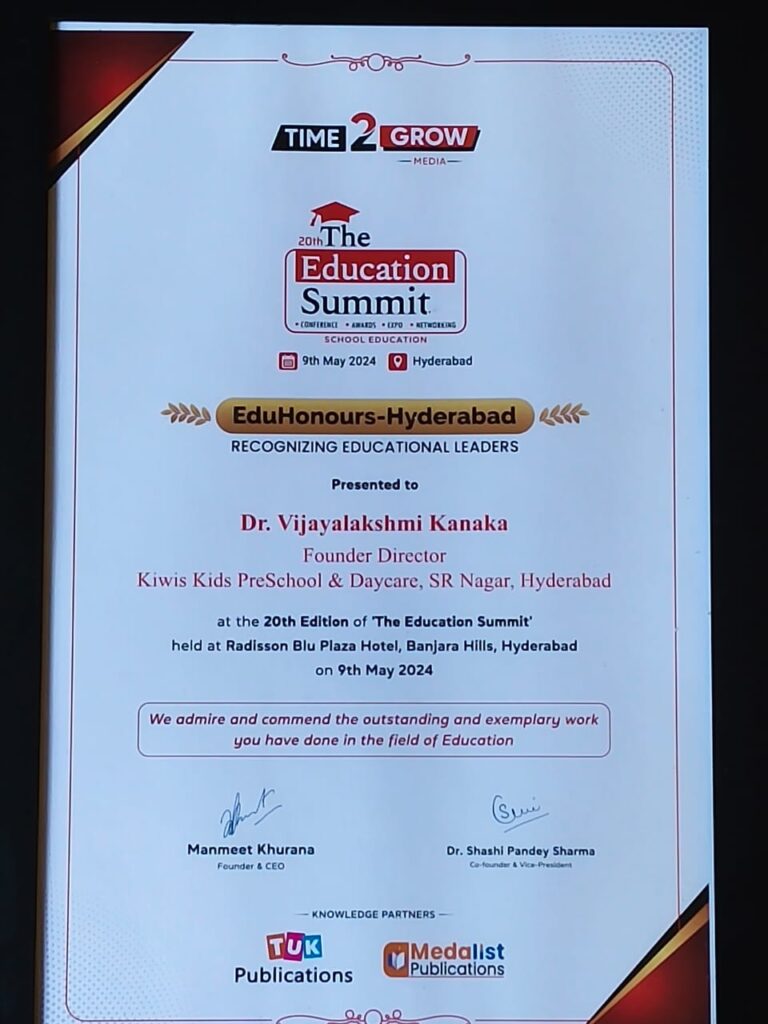 TIME 2 GROW
MEDIA
20th The
Education
Summit
• CONFERENCE • AWARDS • EXPO • NETWORKING
SCHOOL EDUCATION
9th May 2024 Hyderabad
EduHonours-Hyderabad
RECOGNIZING EDUCATIONAL LEADERS
Presented to
Dr. Vijayalakshmi Kanaka
Founder Director
Kiwis Kids PreSchool & Daycare, SR Nagar, Hyderabad
at the 20th Edition of 'The Education Summit'
held at Radisson Blu Plaza Hotel, Banjara Hills, Hyderabad
on 9th May 2024
We admire and commend the outstanding and exemplary work
you have done in the field of Education
Manmeet Khurana Dr. Shashi Pandey Sharma
Founder & CEO Co-founder & Vice-President
KNOWLEDGE PARTNERS
TUK Medalist
Publications Publications